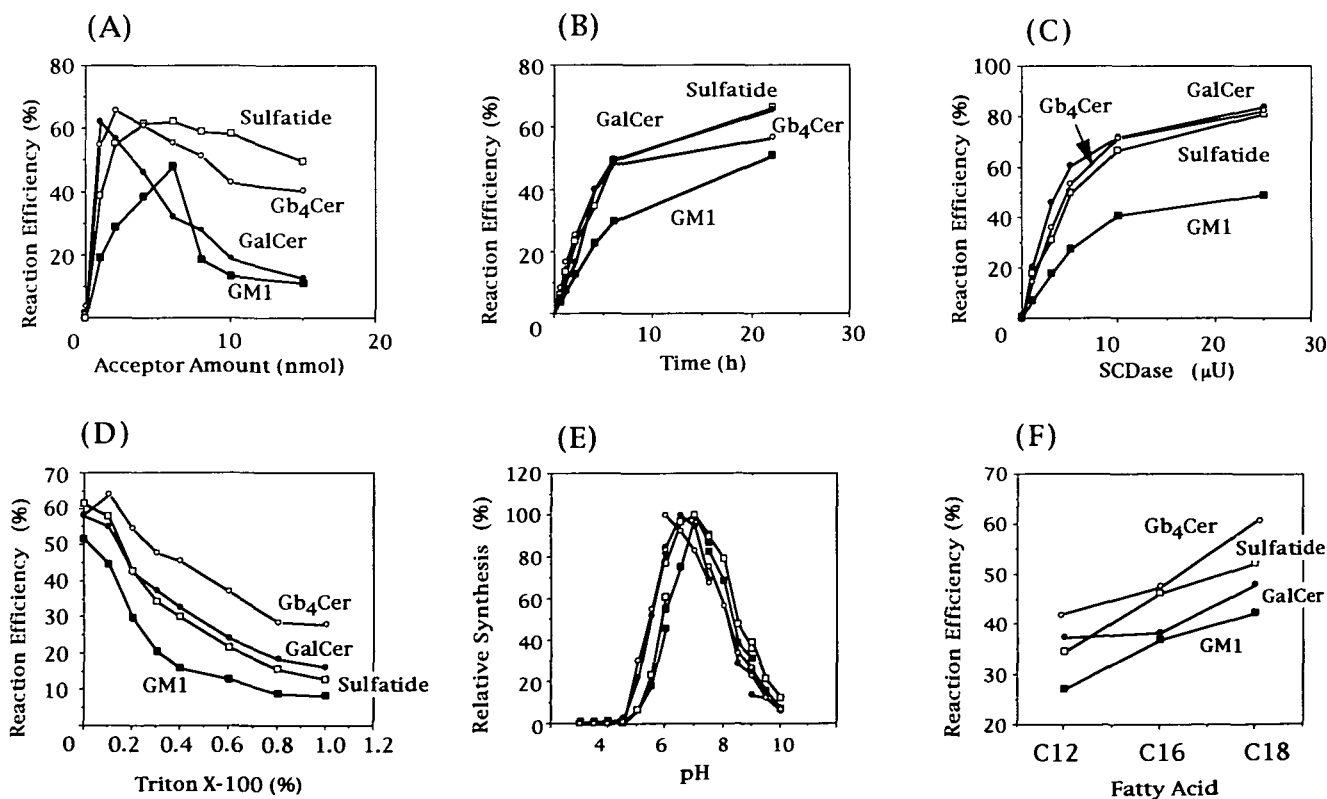 (A)
Reaction Efficiency (%)
80
60
40
20
0
10
20
Sulfatide
Gb4Cer
GalCer
GM1
Acceptor Amount (nmol)
(B)
Reaction Efficiency (%)
80
60
40
20
0
10
20
30
Sulfatide
GalCer
Gb4Cer
GM1
Time (h)
(C)
Reaction Efficiency (%)
100
80
60
40
20
0
10
20
30
Gb4Cer
GalCer
Sulfatide
GM1
SCDase (μU)
(D)
Reaction Efficiency (%)
70
60
50
40
30
20
10
0
0.2
0.4
0.6
0.8
1.0
1.2
Gb4Cer
GalCer
Sulfatide
GM1
Triton X-100 (%)
(E)
Relative Synthesis (%)
120
100
80
60
40
20
0
4
6
8
10
pH
(F)
Reaction Efficiency (%)
70
60
50
40
30
20
Gb4Cer
Sulfatide
GalCer
GM1
C12
C16
C18
Fatty Acid